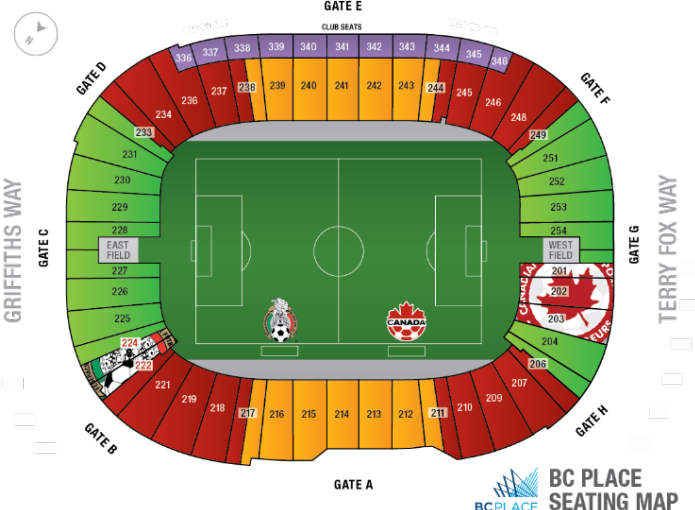 GATE E
CLUB SEATS
N
336 337 338 339 340 341 342 343 344 345 346
GATE D
GATE F
234 236 237 238 239 240 241 242 243 244 245 246 248
233
249
231
251
230
252
229
253
228
254
GRIFFITHS WAY
GATE C
EAST
FIELD
WEST
FIELD
GATE G
TERRY FOX WAY
227
201
226
202
225
203
CANADA
224
204
222
206
221 219 218 217 216 215 214 213 212 211 210 209 207
GATE B
GATE H
GATE A
BCPLACE
BC PLACE
SEATING MAP